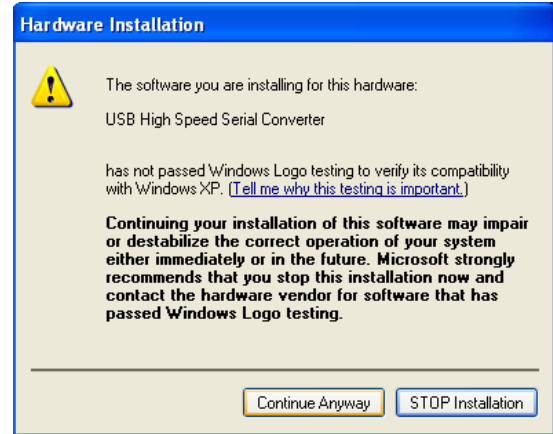 Hardware Installation
The software you are installing for this hardware:
USB High Speed Serial Converter
has not passed Windows Logo testing to verify its compatibility
with Windows XP. (Tell me why this testing is important.)
Continuing your installation of this software may impair
or destabilize the correct operation of your system
either immediately or in the future. Microsoft strongly
recommends that you stop this installation now and
contact the hardware vendor for software that has
passed Windows Logo testing.
Continue Anyway
STOP Installation